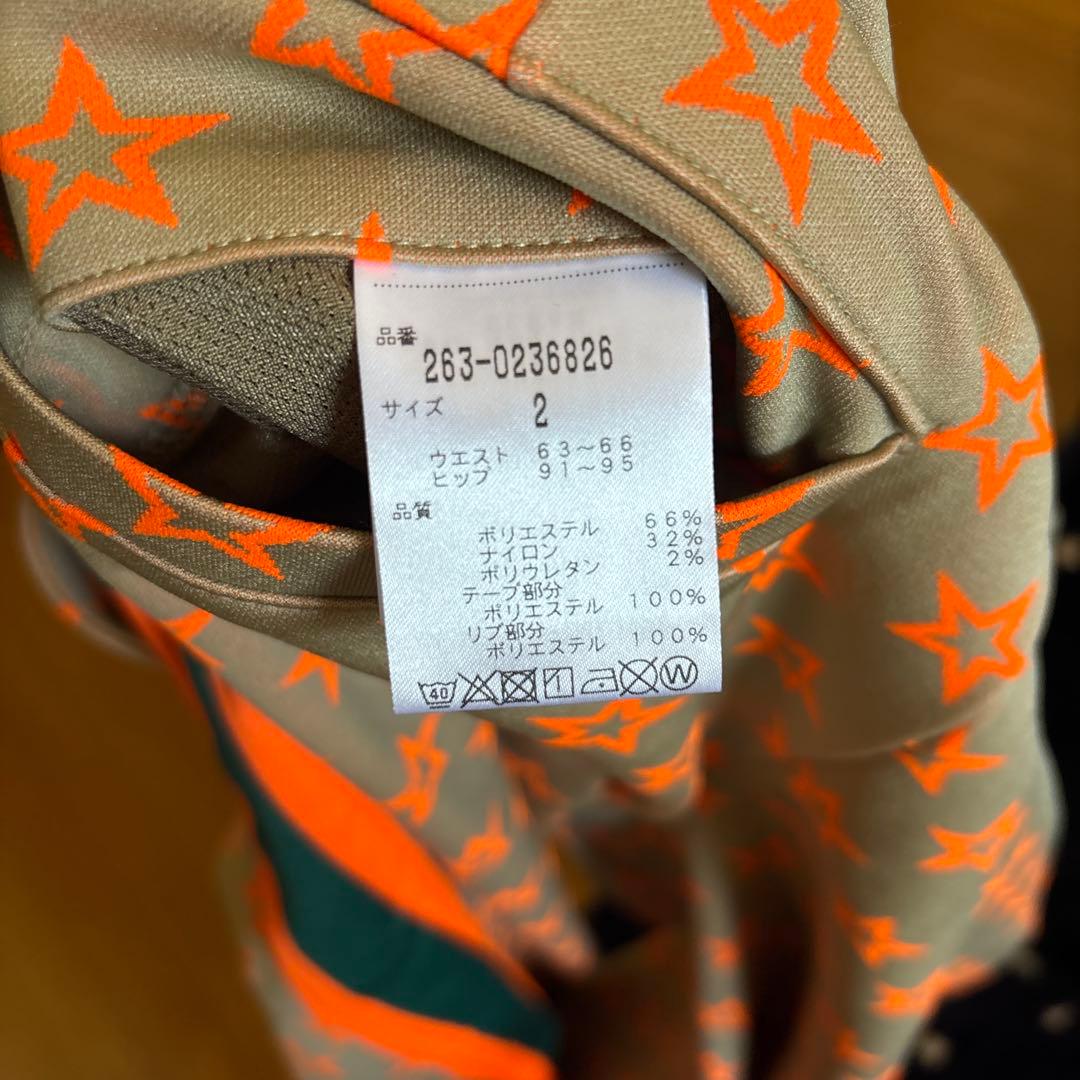 品番
263-0236826
サイズ 2
ウエスト 63~66
ヒップ 91~95
品質
ポリエステル 66%
ナイロン 32%
ポリウレタン 2%
テープ部分
ポリエステル 100%
リブ部分
ポリエステル 100%
40 W